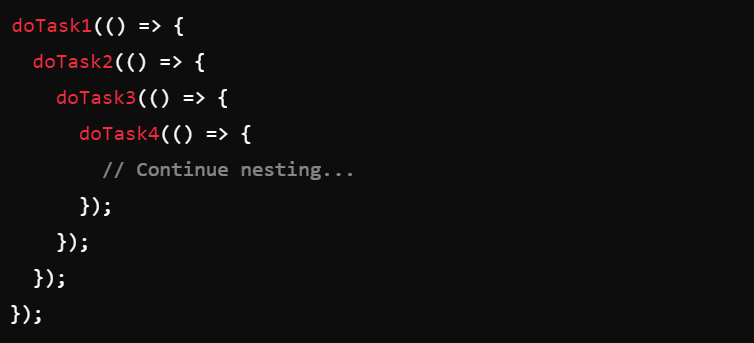 doTask1(() => {
  doTask2(() => {
    doTask3(() => {
      doTask4(() => {
        // Continue nesting...
      });
    });
  });
});